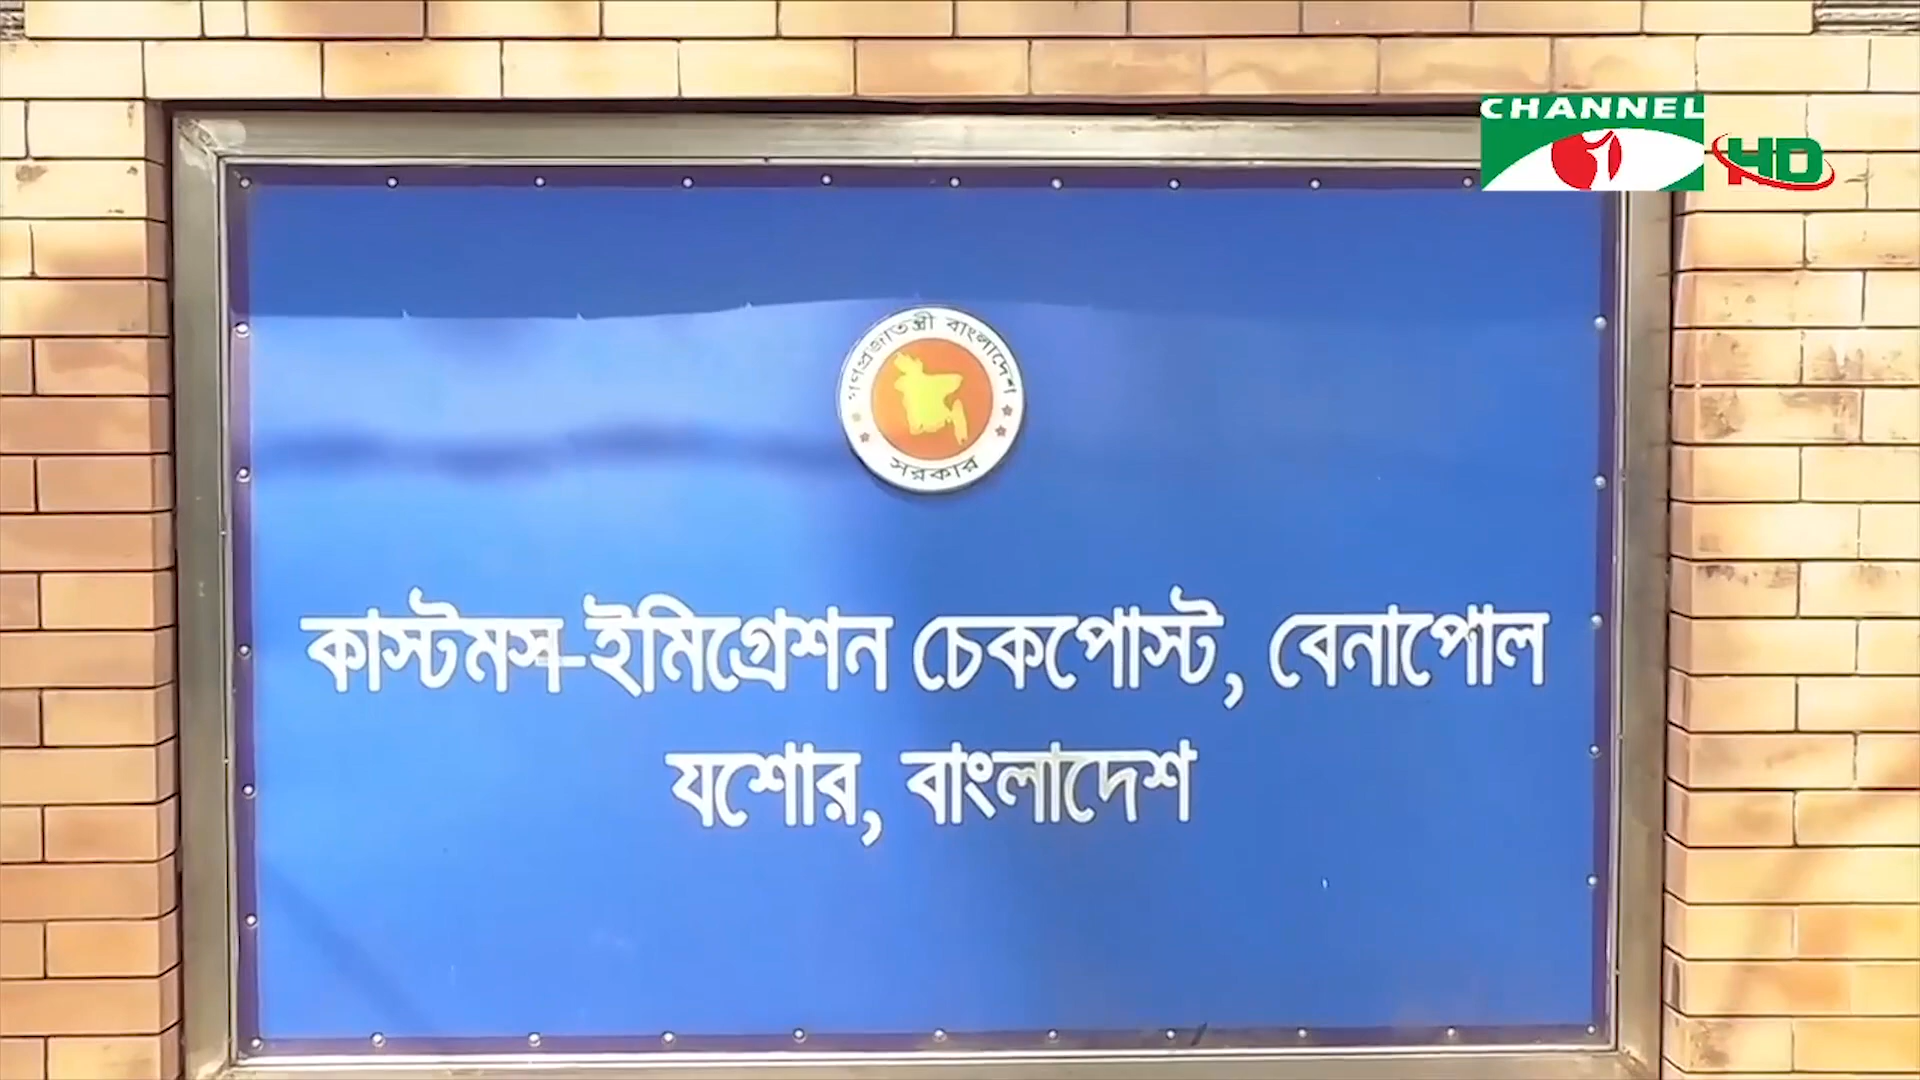 CHANNEL
HD
গণপ্রজাতন্ত্রী বাংলাদেশ
সরকার
কাস্টমস-ইমিগ্রেশন চেকপোস্ট, বেনাপোল
যশোর, বাংলাদেশ